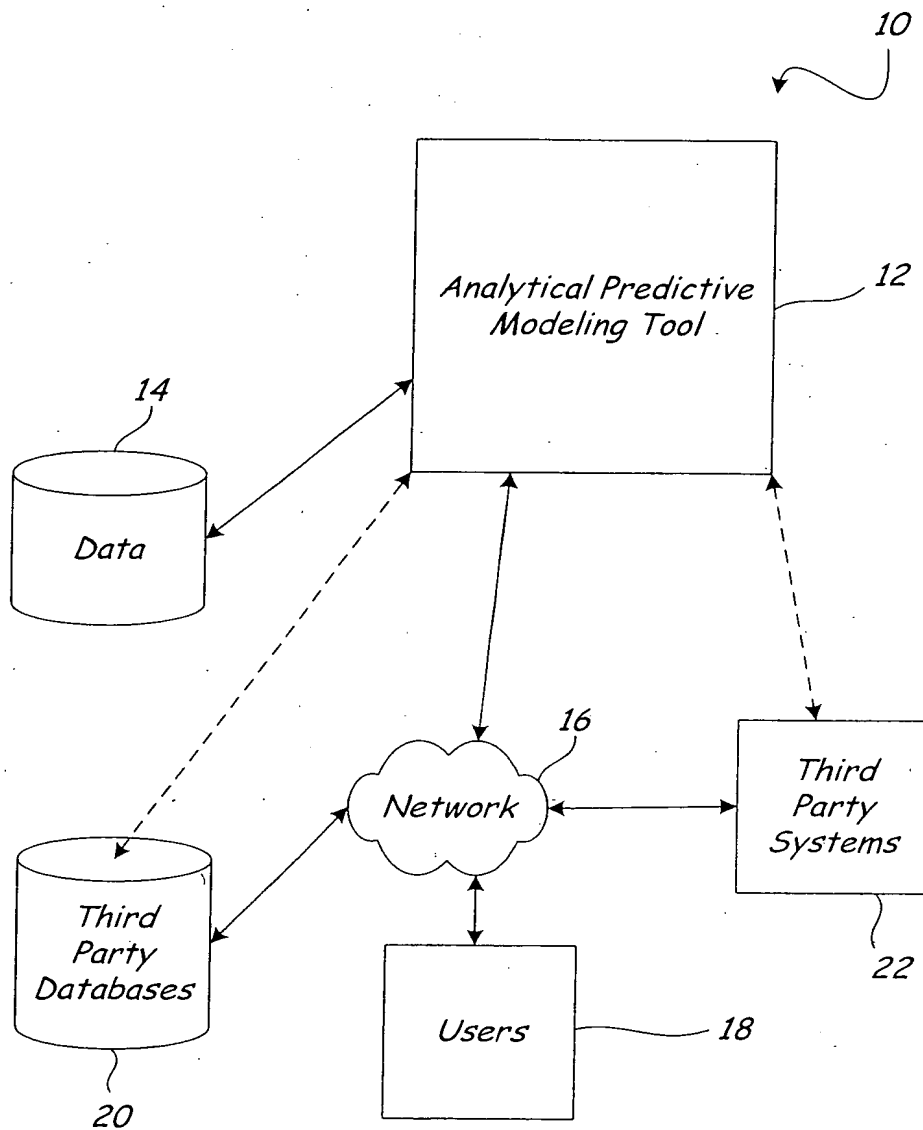 10
Analytical Predictive
Modeling Tool
12
14
Data
16
Network
Third
Party
Systems
22
Third
Party
Databases
20
Users
18